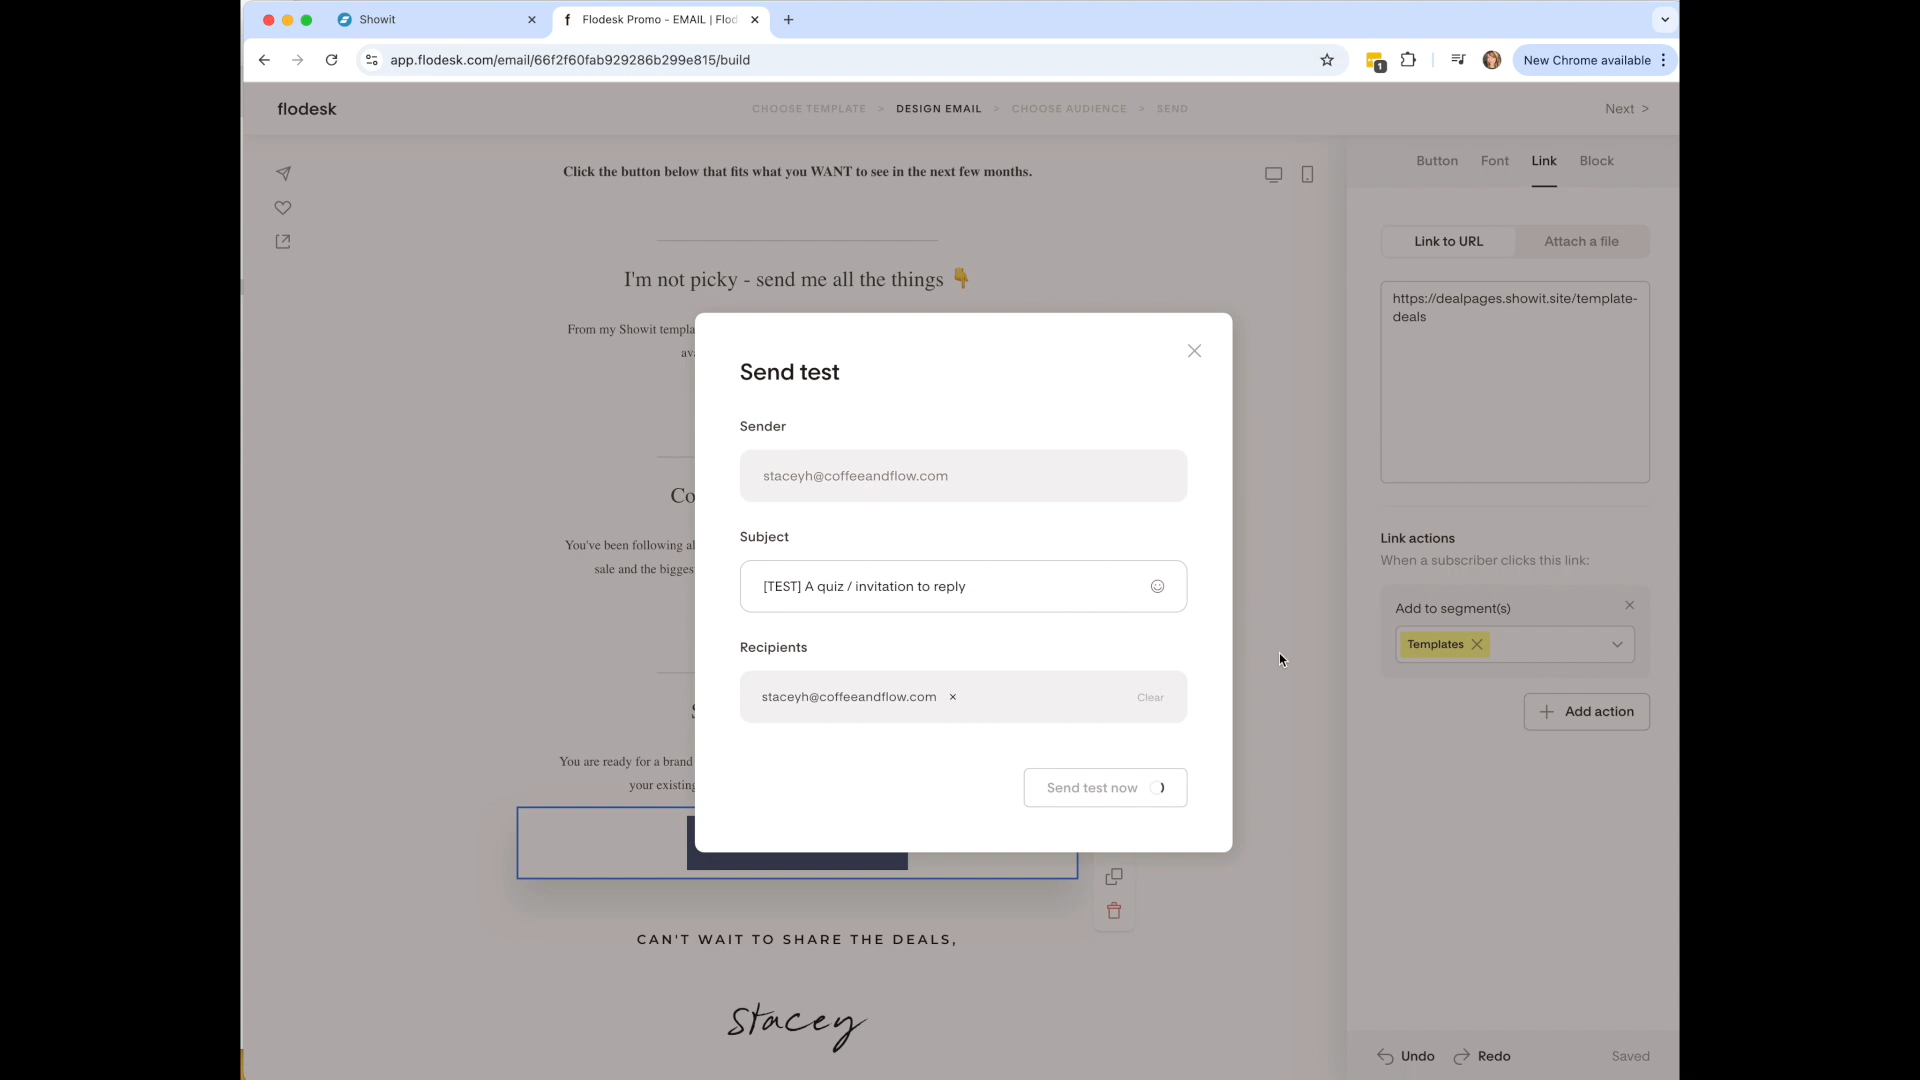 Showit
Flodesk Promo - EMAIL | Flod
app.flodesk.com/email/66f2f60fab929286b299e815/build
1
New Chrome available
flodesk
CHOOSE TEMPLATE > DESIGN EMAIL > CHOOSE AUDIENCE > SEND
Next >
Click the button below that fits what you WANT to see in the next few months.
I'm not picky - send me all the things 👇
From my Showit templa
Co
You've been following al
sale and the bigges
You are ready for a brand
your existing
CAN'T WAIT TO SHARE THE DEALS,
stacey
Send test
Sender
staceyh@coffeeandflow.com
Subject
[TEST] A quiz / invitation to reply
Recipients
staceyh@coffeeandflow.com ×
Clear
Send test now
Button Font Link Block
Link to URL
Attach a file
https://dealpages.showit.site/template-
deals
Link actions
When a subscriber clicks this link:
Add to segment(s)
Templates
+ Add action
Undo
Redo
Saved